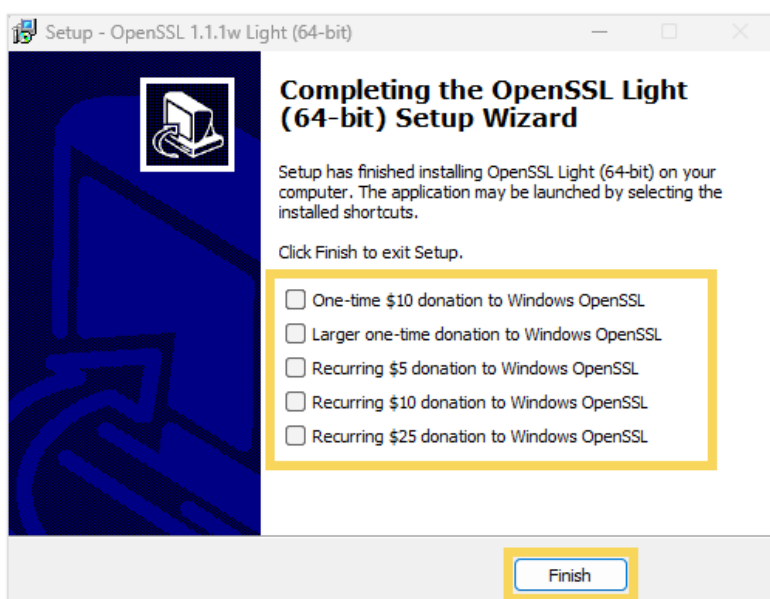 Setup - OpenSSL 1.1.1w Light (64-bit)
Completing the OpenSSL Light
(64-bit) Setup Wizard
Setup has finished installing OpenSSL Light (64-bit) on your
computer. The application may be launched by selecting the
installed shortcuts.
Click Finish to exit Setup.
One-time $10 donation to Windows OpenSSL
Larger one-time donation to Windows OpenSSL
Recurring $5 donation to Windows OpenSSL
Recurring $10 donation to Windows OpenSSL
Recurring $25 donation to Windows OpenSSL
Finish